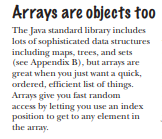 Arrays are objects too
The Java standard library includes
lots of sophisticated data structures
including maps, trees, and sets
(see Appendix B), but arrays are
great when you just want a quick,
ordered, efficient list of things.
Arrays give you fast random
access by letting you use an index
position to get to any element in
the array.